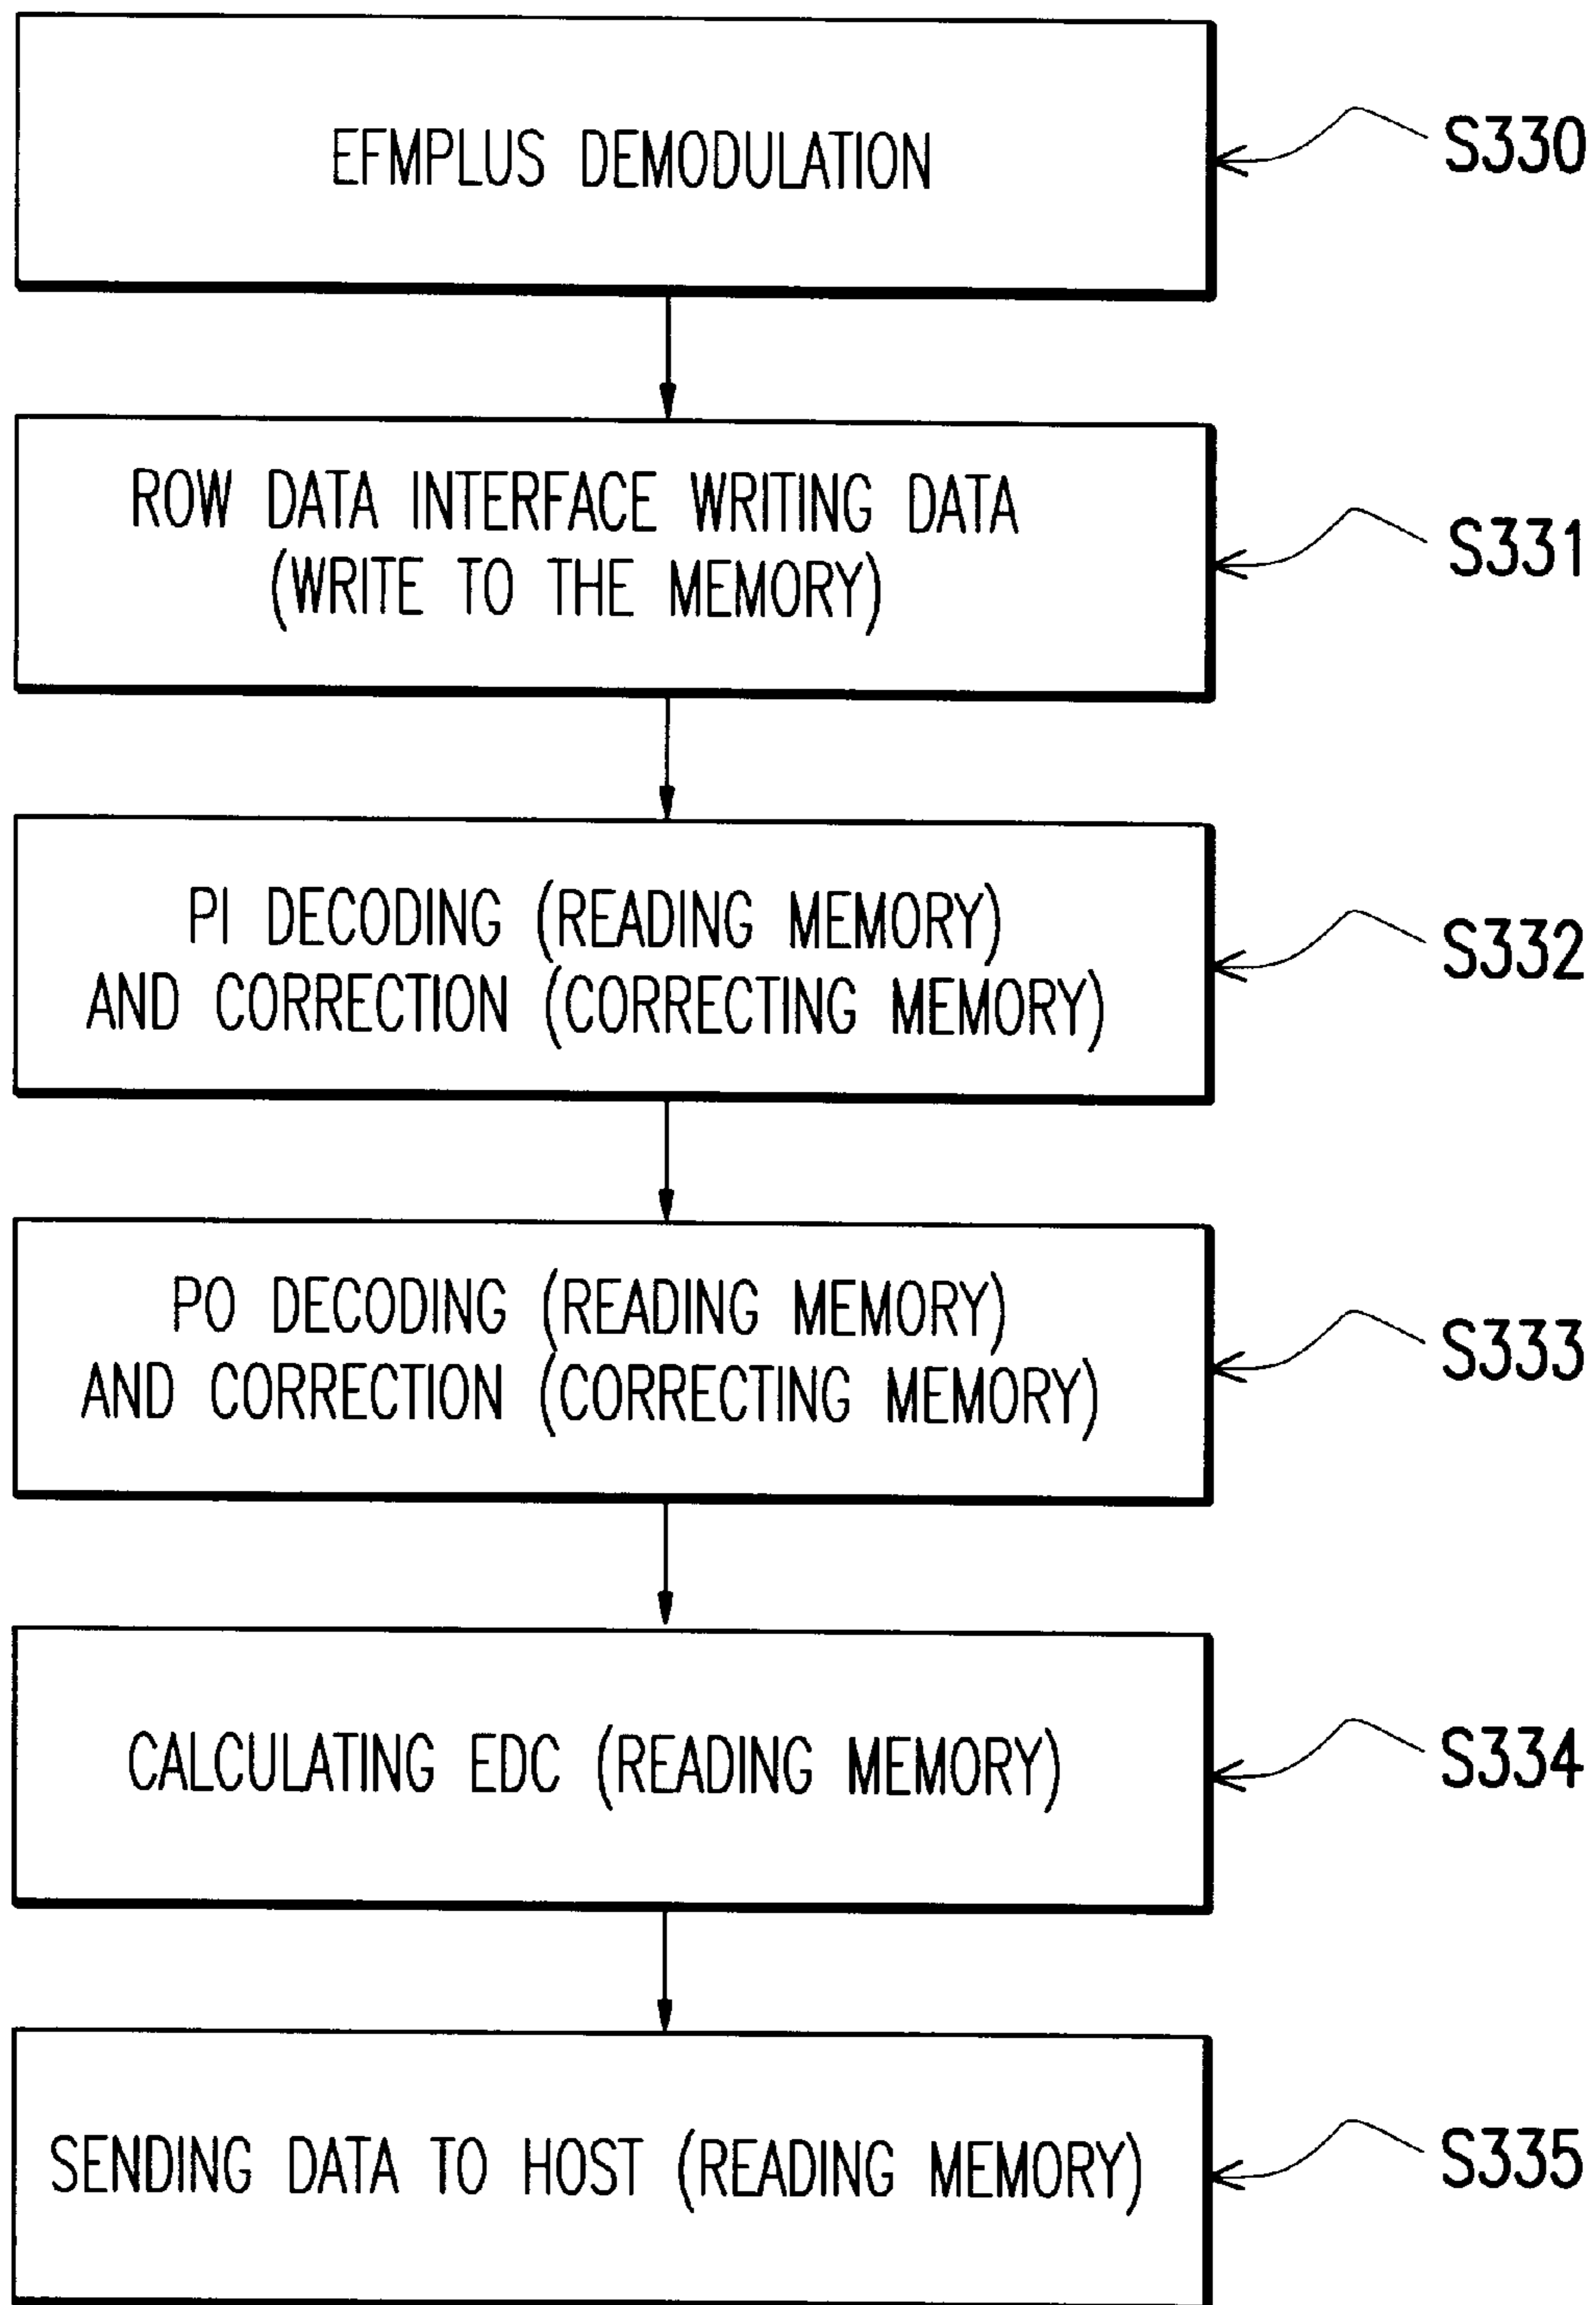 EFMPLUS DEMODULATION
S330
ROW DATA INTERFACE WRITING DATA
(WRITE TO THE MEMORY)
S331
PI DECODING (READING MEMORY)
AND CORRECTION (CORRECTING MEMORY)
S332
PO DECODING (READING MEMORY)
AND CORRECTION (CORRECTING MEMORY)
S333
CALCULATING EDC (READING MEMORY)
S334
SENDING DATA TO HOST (READING MEMORY)
S335